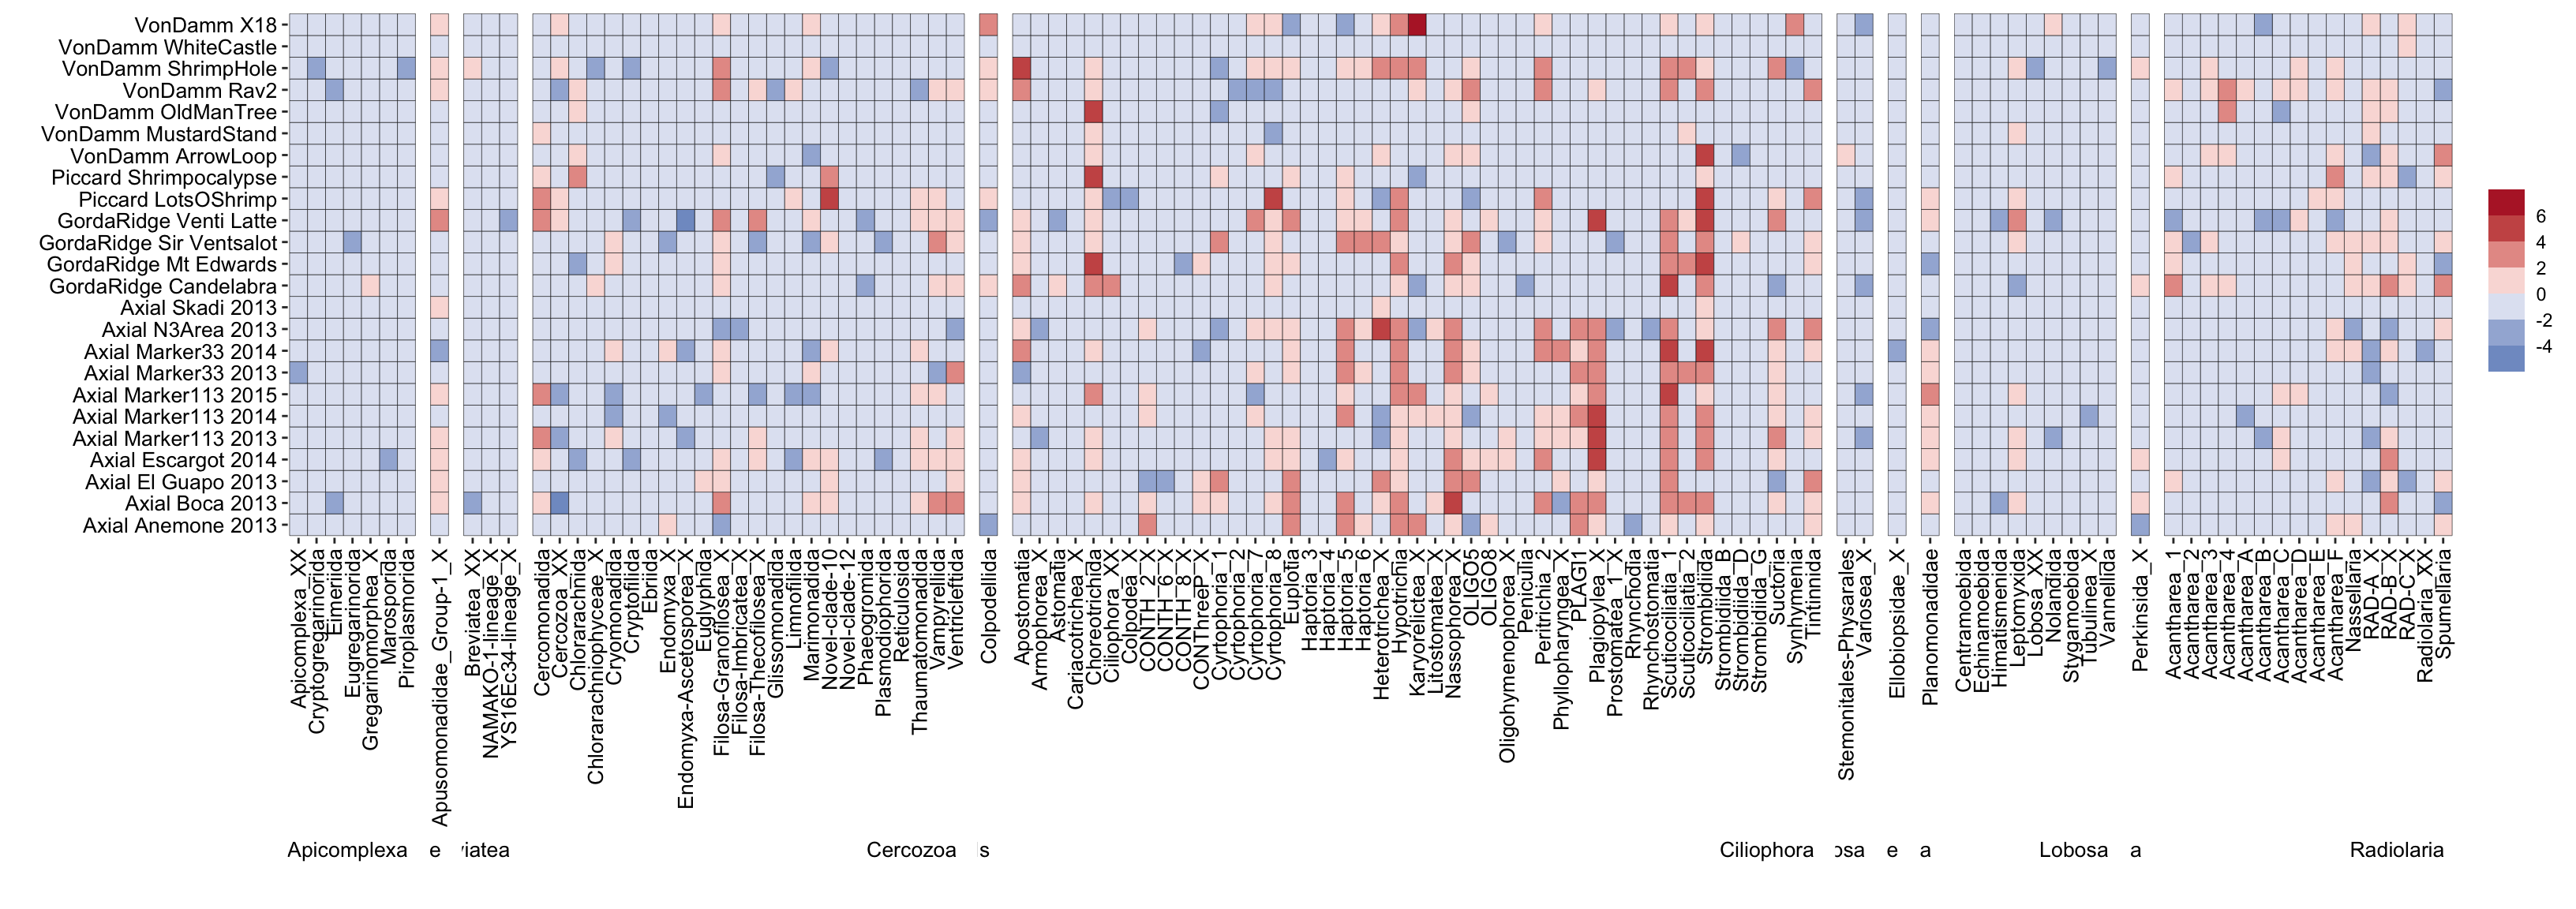 VonDamm X18
VonDamm WhiteCastle
VonDamm ShrimpHole
VonDamm Rav2
VonDamm OldManTree
VonDamm MustardStand
VonDamm ArrowLoop
Piccard Shrimpocalypse
Piccard LotsOShrimp
GordaRidge Venti Latte
GordaRidge Sir Ventsalot
GordaRidge Mt Edwards
GordaRidge Candelabra
Axial Skadi 2013
Axial N3Area 2013
Axial Marker33 2014
Axial Marker33 2013
Axial Marker113 2015
Axial Marker113 2014
Axial Marker113 2013
Axial Escargot 2014
Axial El Guapo 2013
Axial Boca 2013
Axial Anemone 2013
6
4
2
0
-2
-4
Apicomplexa_XX
Cryptogregarinorida
Eimeriida
Eugregarinorida
Gregarinomorphea_X
Marosporida
Piroplasmorida
Apusomonadidae_Group-1_X
Breviatea_XX
NAMAKO-1-lineage_X
YS16Ec34-lineage_X
Cercomonadida
Cercozoa_XX
Chlorarachnida
Chlorarachniophyceae_X
Cryomonadida
Cryptofilida
Ebriida
Endomyxa_X
Endomyxa-Ascetosporea_X
Euglyphida
Filosa-Granofilosea_X
Filosa-Imbricatea_X
Filosa-Thecofilosea_X
Glissomonadida
Limnofilida
Marimonadida
Novel-clade-10
Novel-clade-12
Phaeogromida
Plasmodiophorida
Reticulosida
Thaumatomonadida
Vampyrellida
Ventricleftida
Colpodellida
Apostomatia
Armophorea_X
Astomatia
Cariacotrichea_X
Choreotrichida
Ciliophora_XX
Colpodea_X
CONTH_2_X
CONTH_6_X
CONTH_8_X
CONThreeP_X
Cyrtophoria_1
Cyrtophoria_2
Cyrtophoria_7
Cyrtophoria_8
Euplotia
Haptoria_3
Haptoria_4
Haptoria_5
Haptoria_6
Heterotrichea_X
Hypotrichia
Karyorelictea_X
Litostomatea_X
Nassophorea_X
OLIGO5
OLIGO8
Oligohymenophorea_X
Peniculia
Peritrichia_2
Phyllopharyngea_X
PLAGI1
Plagiopylea_X
Prostomatea_1_X
Rhynchodia
Rhynchostomatia
Scuticociliatia_1
Scuticociliatia_2
Strombidiida
Strombidiida_B
Strombidiida_D
Strombidiida_G
Suctoria
Synhymenia
Tintinnida
Stemonitales-Physarales
Variosea_X
Ellobiopsidae_X
Planomonadidae
Centramoebida
Echinamoebida
Himatismenida
Leptomyxida
Lobosa_XX
Nolandida
Stygamoebida
Tubulinea_X
Vannellida
Perkinsida_X
Acantharea_1
Acantharea_2
Acantharea_3
Acantharea_4
Acantharea_A
Acantharea_B
Acantharea_C
Acantharea_D
Acantharea_E
Acantharea_F
Nassellaria
RAD-A_X
RAD-B_X
RAD-C_X
Radiolaria_XX
Spumellaria
Apicomplexa e viatea Cercozoa ls Ciliophora osa e a Lobosa a Radiolaria